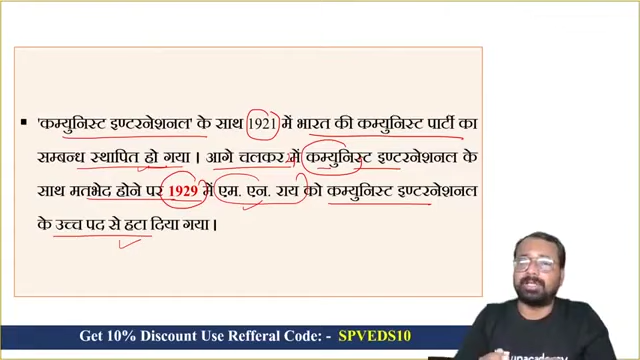 ▪ 'कम्युनिस्ट इण्टरनेशनल' के साथ 1921 में भारत की कम्युनिस्ट पार्टी का
सम्बन्ध स्थापित हो गया। आगे चलकर में कम्युनिस्ट इण्टरनेशनल के
साथ मतभेद होने पर 1929 में एम. एन. राय को कम्युनिस्ट इण्टरनेशनल
के उच्च पद से हटा दिया गया।
unacademy
Get 10% Discount Use Refferal Code: - SPVEDS10